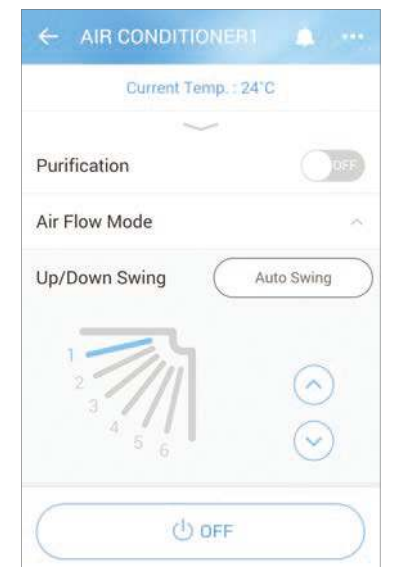 AIR CONDITIONER1
Current Temp. : 24°C
Purification OFF
Air Flow Mode
Up/Down Swing Auto Swing
1
2
3
4
5
6
OFF